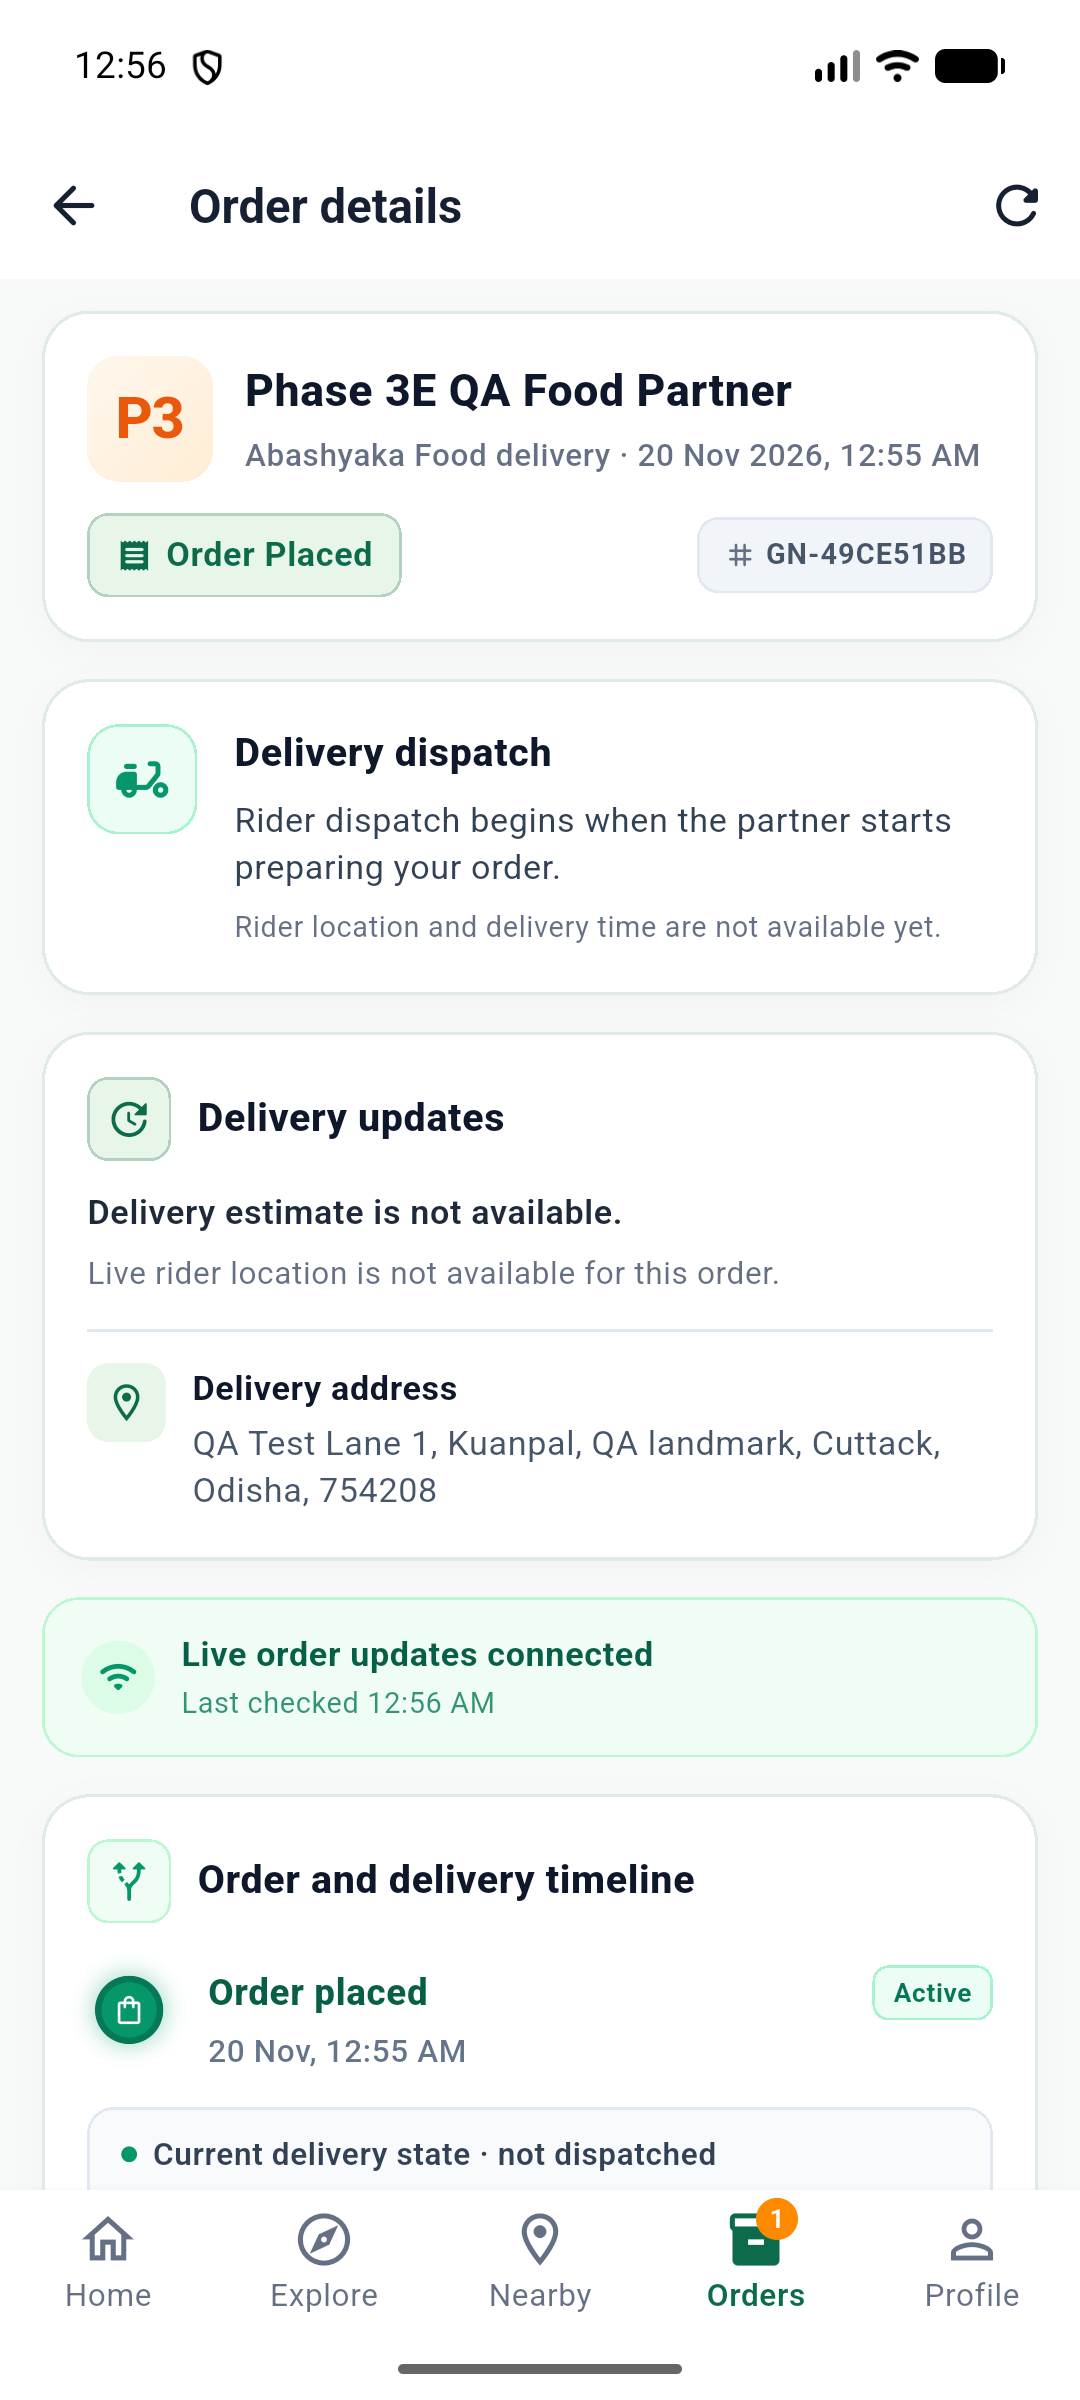 12:56
Order details
P3
Phase 3E QA Food Partner
Abashyaka Food delivery · 20 Nov 2026, 12:55 AM
Order Placed
# GN-49CE51BB
Delivery dispatch
Rider dispatch begins when the partner starts
preparing your order.
Rider location and delivery time are not available yet.
Delivery updates
Delivery estimate is not available.
Live rider location is not available for this order.
Delivery address
QA Test Lane 1, Kuanpal, QA landmark, Cuttack,
Odisha, 754208
Live order updates connected
Last checked 12:56 AM
Order and delivery timeline
Order placed
Active
20 Nov, 12:55 AM
Current delivery state · not dispatched
1
Home
Explore
Nearby
Orders
Profile